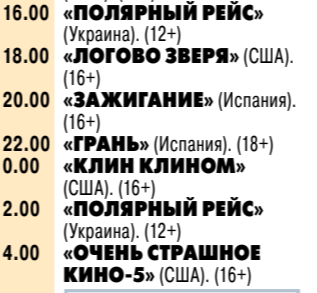 16.00 «ПОЛЯРНЫЙ РЕЙС»
(Украина). (12+)
18.00 «ЛОГОВО ЗВЕРЯ» (США).
(16+)
20.00 «ЗАЖИГАНИЕ» (Испания).
(16+)
22.00 «ГРАНЬ» (Испания). (18+)
0.00 «КЛИН КЛИНОМ»
(США). (16+)
2.00 «ПОЛЯРНЫЙ РЕЙС»
(Украина). (12+)
4.00 «ОЧЕНЬ СТРАШНОЕ
КИНО-5» (США). (16+)